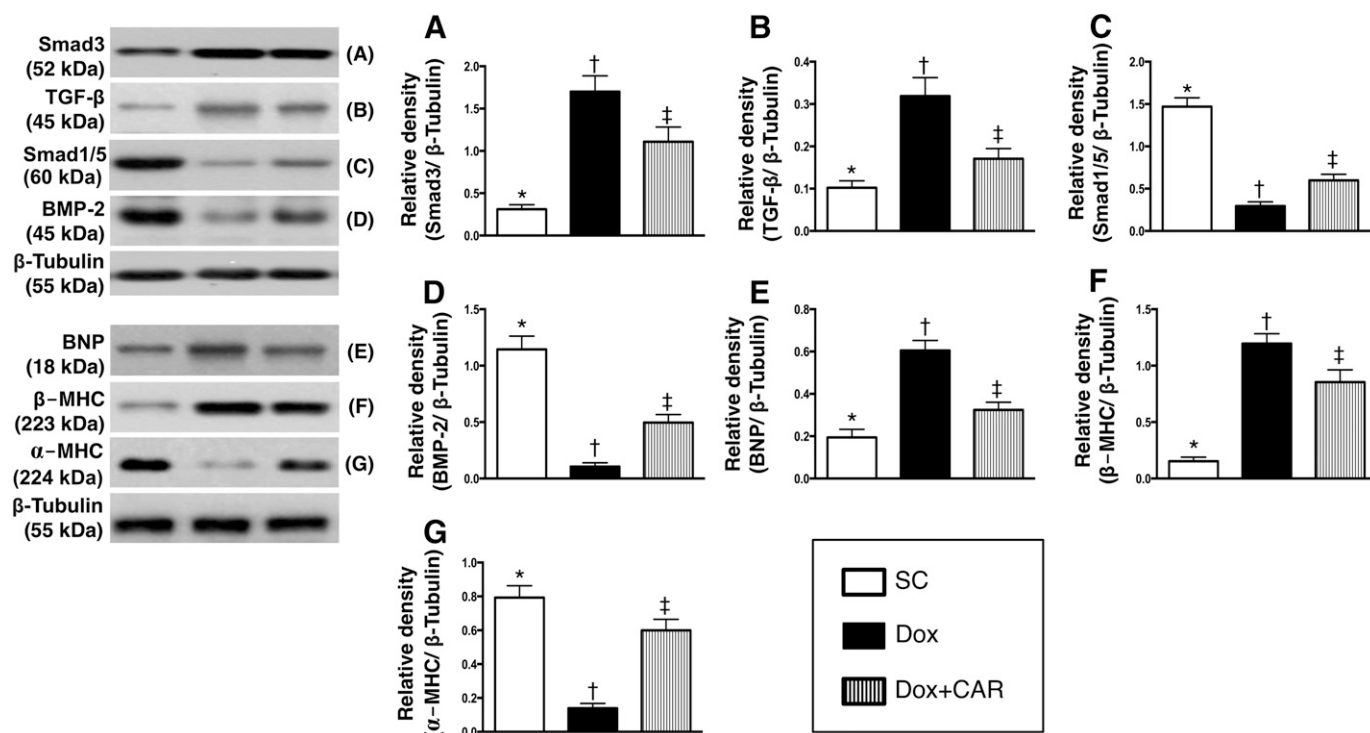 Smad3
(52 kDa)
(A)
TGF-β
(45 kDa)
(B)
Smad1/5
(60 kDa)
(C)
BMP-2
(45 kDa)
(D)
β-Tubulin
(55 kDa)
BNP
(18 kDa)
(E)
β-MHC
(223 kDa)
(F)
α-MHC
(224 kDa)
(G)
β-Tubulin
(55 kDa)
A
Relative density
(Smad3/ β-Tubulin)
2.0
1.5
1.0
0.5
0.0
*
†
‡
B
Relative density
(TGF-β/ β-Tubulin)
0.4
0.3
0.2
0.1
0.0
*
†
‡
C
Relative density
(Smad1/5/ β-Tubulin)
2.0
1.5
1.0
0.5
0.0
*
†
‡
D
Relative density
(BMP-2/ β-Tubulin)
1.5
1.0
0.5
0.0
*
†
‡
E
Relative density
(BNP/ β-Tubulin)
0.8
0.6
0.4
0.2
0.0
*
†
‡
F
Relative density
(β-MHC/ β-Tubulin)
1.5
1.0
0.5
0.0
*
†
‡
G
Relative density
(α-MHC/ β-Tubulin)
1.0
0.8
0.6
0.4
0.2
0.0
*
†
‡
SC
Dox
Dox+CAR